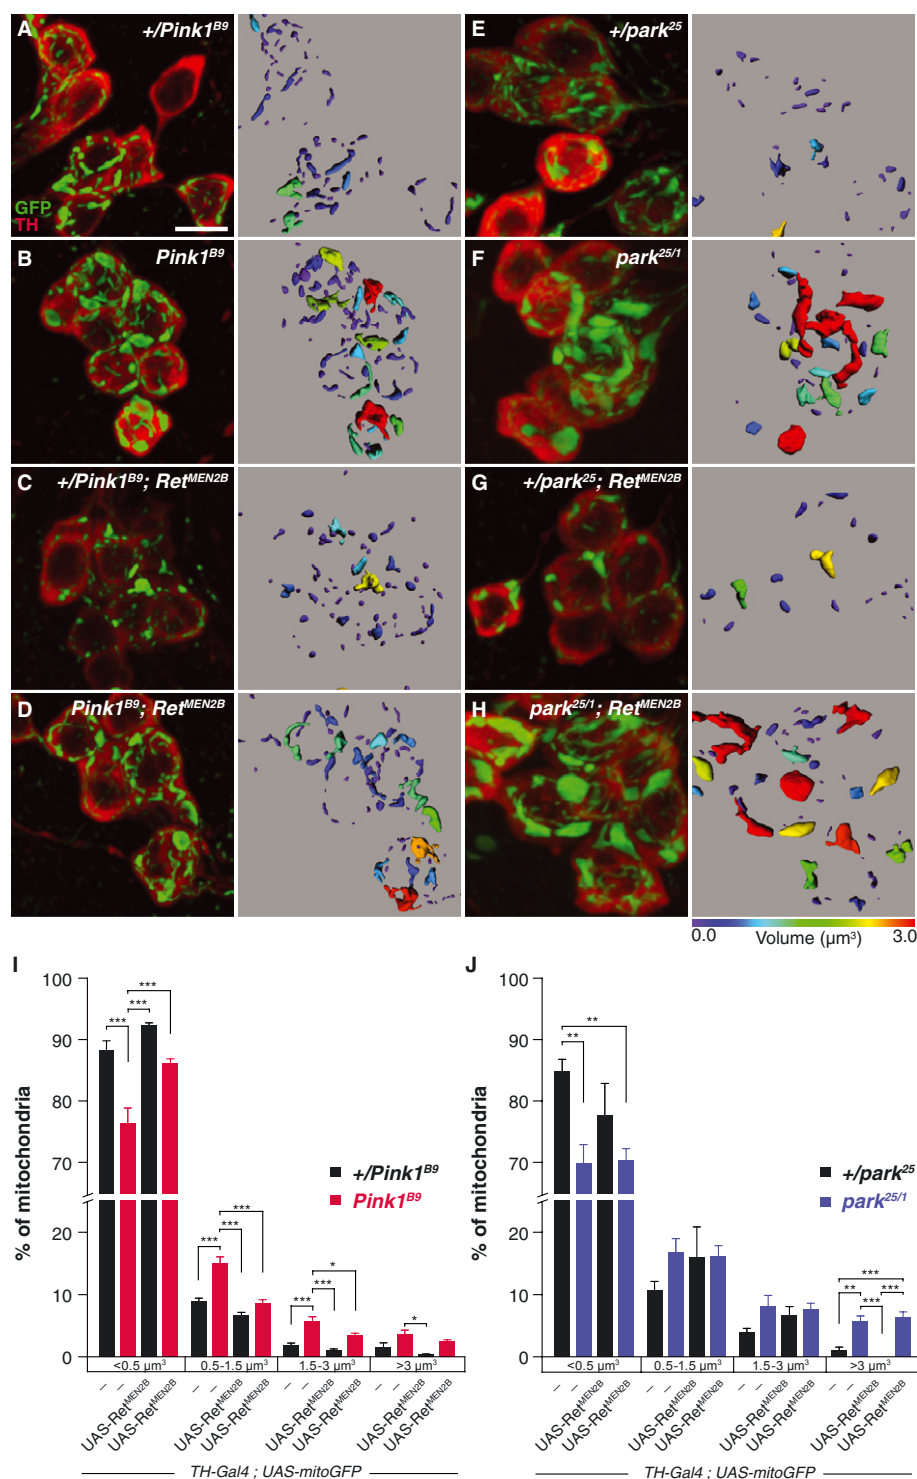 A
+/Pink1B9
E
+/park25
GFP
TH
B
Pink1B9
F
park25/1
C
+/Pink1B9; RetMEN2B
G
+/park25; RetMEN2B
D
Pink1B9; RetMEN2B
H
park25/1; RetMEN2B
0.0
Volume (µm³)
3.0
I
% of mitochondria
100
90
80
70
20
10
0
***
***
***
***
***
***
***
***
*
*
+/Pink1B9
Pink1B9
<0.5 µm³
0.5-1.5 µm³
1.5-3 µm³
>3 µm³
–
–
UAS-RetMEN2B
UAS-RetMEN2B
–
–
UAS-RetMEN2B
UAS-RetMEN2B
–
–
UAS-RetMEN2B
UAS-RetMEN2B
–
–
UAS-RetMEN2B
UAS-RetMEN2B
TH-Gal4 ; UAS-mitoGFP
J
% of mitochondria
100
90
80
70
20
10
0
**
**
***
**
***
***
+/park25
park25/1
<0.5 µm³
0.5-1.5 µm³
1.5-3 µm³
>3 µm³
–
–
UAS-RetMEN2B
UAS-RetMEN2B
–
–
UAS-RetMEN2B
UAS-RetMEN2B
–
–
UAS-RetMEN2B
UAS-RetMEN2B
–
–
UAS-RetMEN2B
UAS-RetMEN2B
TH-Gal4 ; UAS-mitoGFP